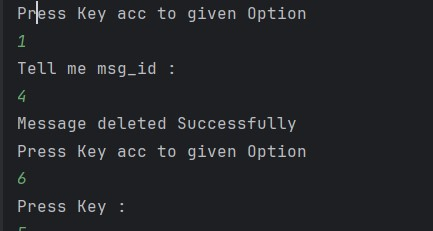 Press Key acc to given Option
1
Tell me msg_id :
4
Message deleted Successfully
Press Key acc to given Option
6
Press Key :